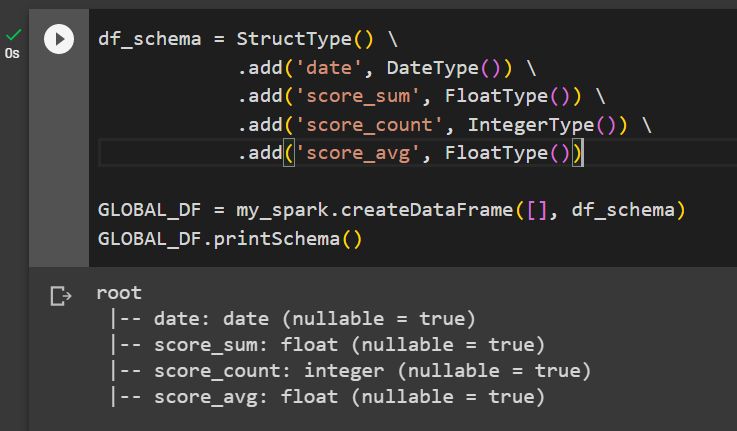 0s
df_schema = StructType() \
.add('date', DateType()) \
.add('score_sum', FloatType()) \
.add('score_count', IntegerType()) \
.add('score_avg', FloatType())
GLOBAL_DF = my_spark.createDataFrame([], df_schema)
GLOBAL_DF.printSchema()
root
|-- date: date (nullable = true)
|-- score_sum: float (nullable = true)
|-- score_count: integer (nullable = true)
|-- score_avg: float (nullable = true)